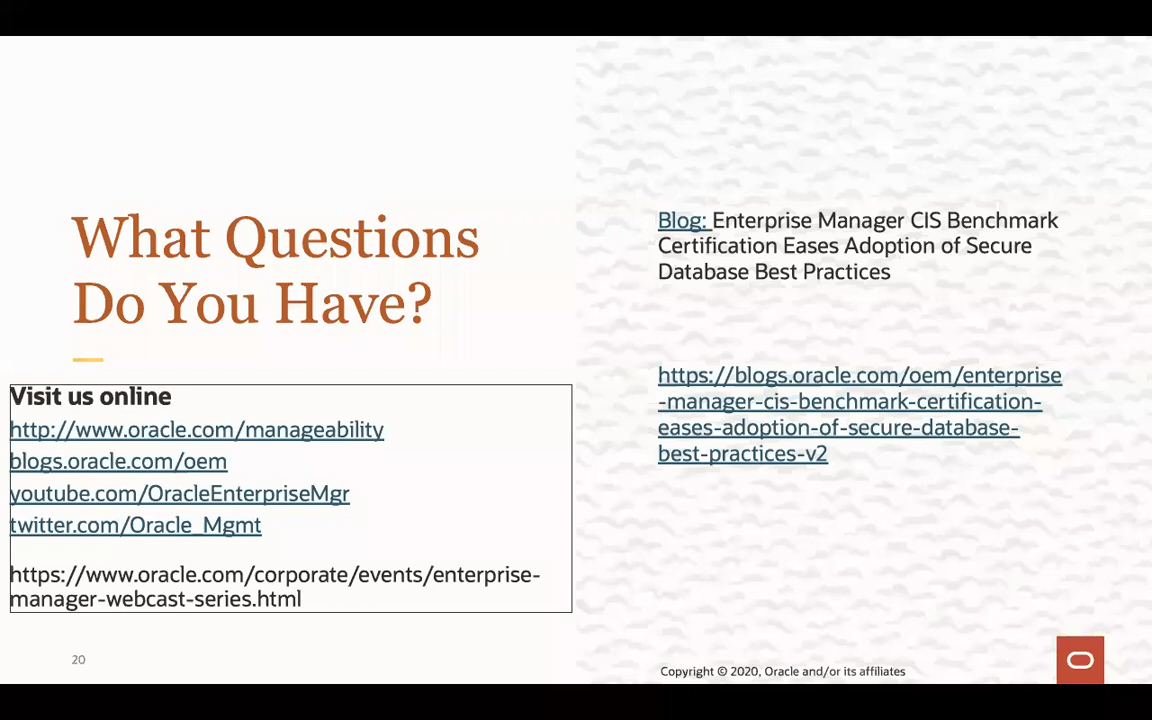 What Questions
Do You Have?
Visit us online
http://www.oracle.com/manageability
blogs.oracle.com/oem
youtube.com/OracleEnterpriseMgr
twitter.com/Oracle_Mgmt
https://www.oracle.com/corporate/events/enterprise-
manager-webcast-series.html
20
Blog: Enterprise Manager CIS Benchmark
Certification Eases Adoption of Secure
Database Best Practices
https://blogs.oracle.com/oem/enterprise
-manager-cis-benchmark-certification-
eases-adoption-of-secure-database-
best-practices-v2
Copyright © 2020, Oracle and/or its affiliates